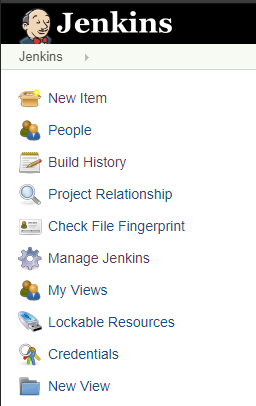 Jenkins
Jenkins
New Item
People
Build History
Project Relationship
Check File Fingerprint
Manage Jenkins
My Views
Lockable Resources
Credentials
New View